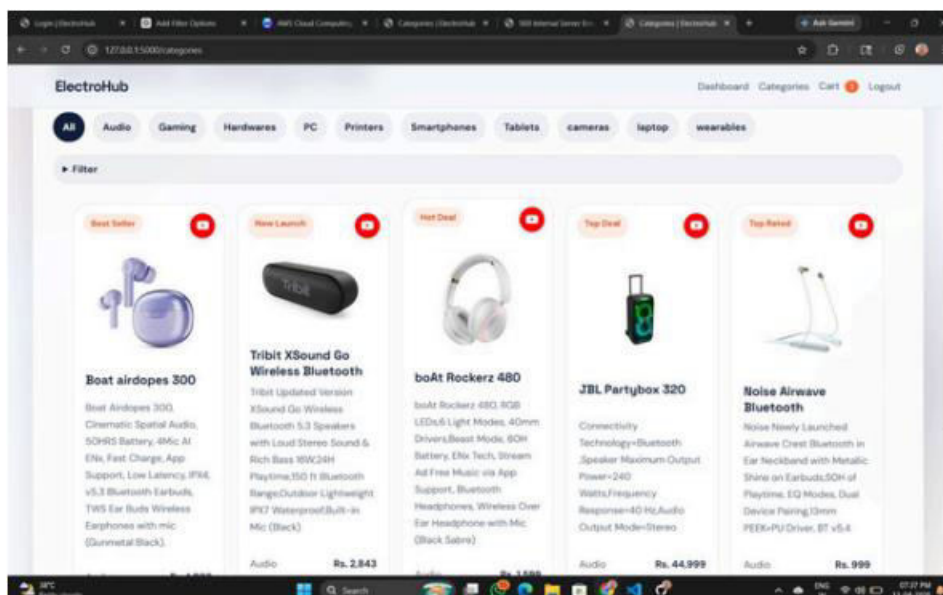 Login | ElectroHub
Add Filter Options
AWS Cloud Computing
Categories | ElectroHub
500 Internal Server Err
Categories | ElectroHub
Ask Gemini
127.0.0.1:5000/categories
ElectroHub
Dashboard Categories Cart Logout
All Audio Gaming Hardwares PC Printers Smartphones Tablets cameras laptop wearables
Filter
Best Seller
Boat airdopes 300
Boat Airdopes 300,
Cinematic Spatial Audio,
50HRS Battery, 4Mic AI
ENx, Fast Charge, App
Support, Low Latency, IPX4,
v5.3 Bluetooth Earbuds,
TWS Ear Buds Wireless
Earphones with mic
(Gunmetal Black).
New Launch
Tribit
Tribit XSound Go
Wireless Bluetooth
Tribit Updated Version
XSound Go Wireless
Bluetooth 5.3 Speakers
with Loud Stereo Sound &
Rich Bass 16W,24H
Playtime,150 ft Bluetooth
Range,Outdoor Lightweight
IPX7 Waterproof,Built-in
Mic (Black)
Audio Rs. 2,843
Hot Deal
boAt Rockerz 480
boAt Rockerz 480, RGB
LEDs,6 Light Modes, 40mm
Drivers,Beast Mode, 60H
Battery, ENx Tech, Stream
Ad Free Music via App
Support, Bluetooth
Headphones, Wireless Over
Ear Headphone with Mic
(Black Sabre)
Audio Rs. 1,599
Top Deal
JBL Partybox 320
Connectivity
Technology=Bluetooth
,Speaker Maximum Output
Power=240
Watts,Frequency
Response=40 Hz,Audio
Output Mode=Stereo
Audio Rs. 44,999
Top Rated
Noise Airwave
Bluetooth
Noise Newly Launched
Airwave Crest Bluetooth in
Ear Neckband with Metallic
Shine on Earbuds,50H of
Playtime, EQ Modes, Dual
Device Pairing,13mm
PEEK+PU Driver, BT v5.4
Audio Rs. 999
38°C
Search
ENG
07:37 PM